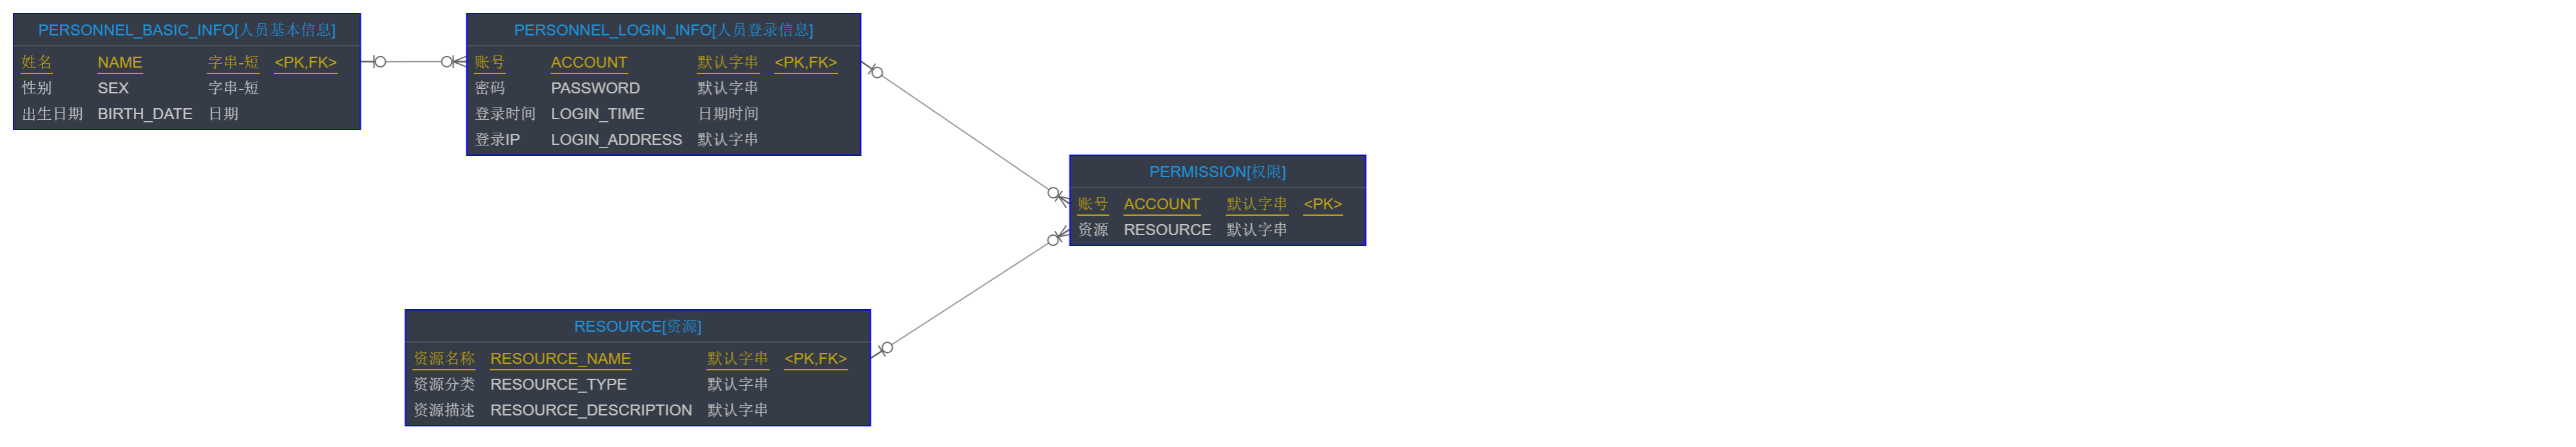 PERSONNEL_BASIC_INFO[人员基本信息]
姓名 NAME 字串-短 <PK,FK>
性别 SEX 字串-短
出生日期 BIRTH_DATE 日期
PERSONNEL_LOGIN_INFO[人员登录信息]
账号 ACCOUNT 默认字串 <PK,FK>
密码 PASSWORD 默认字串
登录时间 LOGIN_TIME 日期时间
登录IP LOGIN_ADDRESS 默认字串
PERMISSION[权限]
账号 ACCOUNT 默认字串 <PK>
资源 RESOURCE 默认字串
RESOURCE[资源]
资源名称 RESOURCE_NAME 默认字串 <PK,FK>
资源分类 RESOURCE_TYPE 默认字串
资源描述 RESOURCE_DESCRIPTION 默认字串